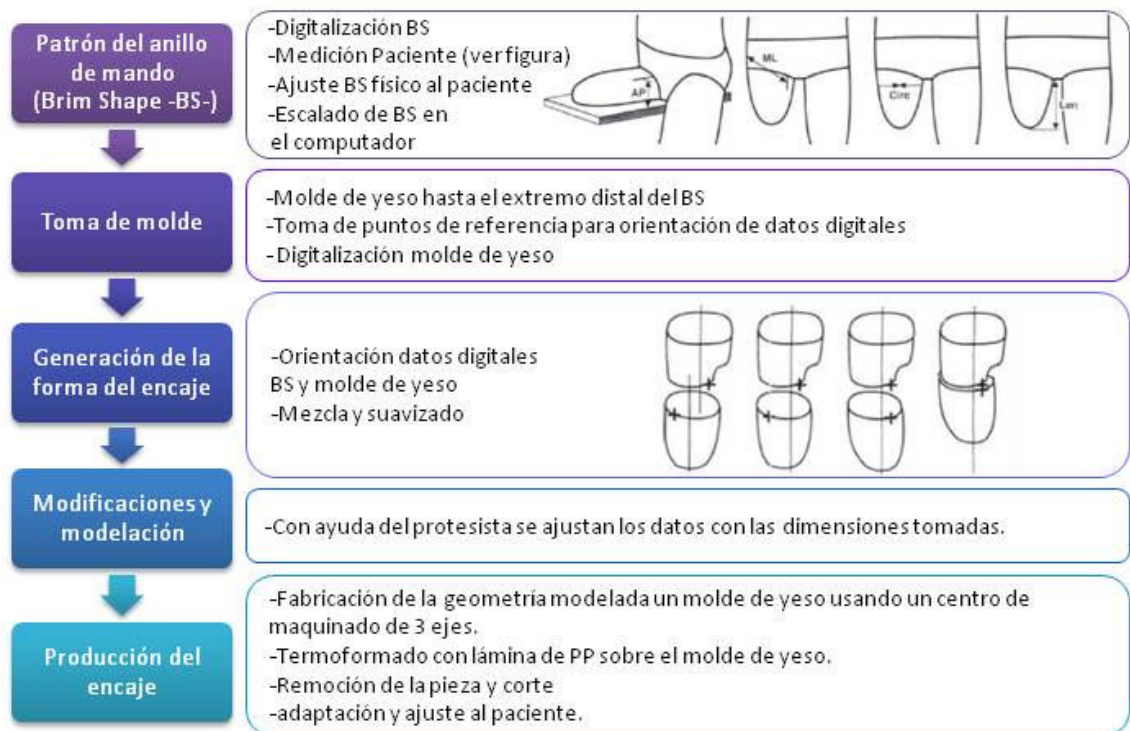 Patrón del anillo
de mando
(Brim Shape -BS-)
-Digitalización BS
-Medición Paciente (ver figura)
-Ajuste BS físico al paciente
-Escalado de BS en
el computador
AP
ML
Circ
Len
Toma de molde
-Molde de yeso hasta el extremo distal del BS
-Toma de puntos de referencia para orientación de datos digitales
-Digitalización molde de yeso
Generación de la
forma del encaje
-Orientación datos digitales
BS y molde de yeso
-Mezcla y suavizado
Modificaciones y
modelación
-Con ayuda del protesista se ajustan los datos con las dimensiones tomadas.
Producción del
encaje
-Fabricación de la geometría modelada un molde de yeso usando un centro de
maquinado de 3 ejes.
-Termoformado con lámina de PP sobre el molde de yeso.
-Remoción de la pieza y corte
-adaptación y ajuste al paciente.